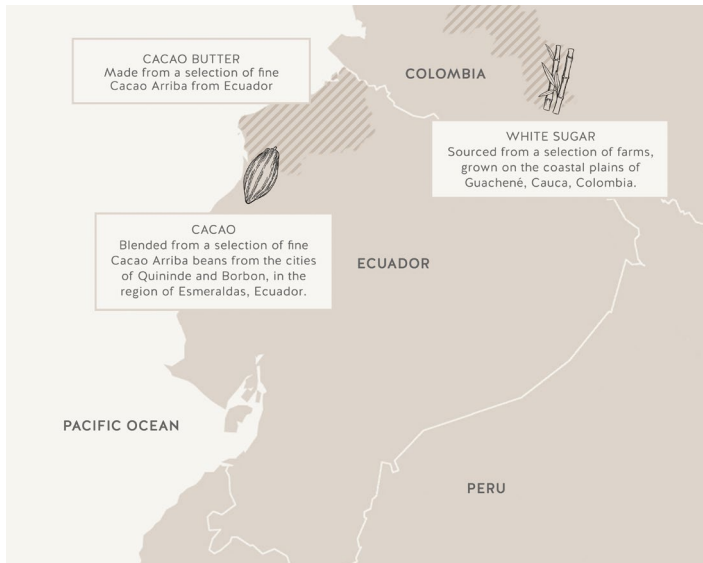 CACAO BUTTER
Made from a selection of fine
Cacao Arriba from Ecuador
COLOMBIA
WHITE SUGAR
Sourced from a selection of farms,
grown on the coastal plains of
Guachené, Cauca, Colombia.
CACAO
Blended from a selection of fine
Cacao Arriba beans from the cities
of Quininde and Borbon, in the
region of Esmeraldas, Ecuador.
ECUADOR
PACIFIC OCEAN
PERU